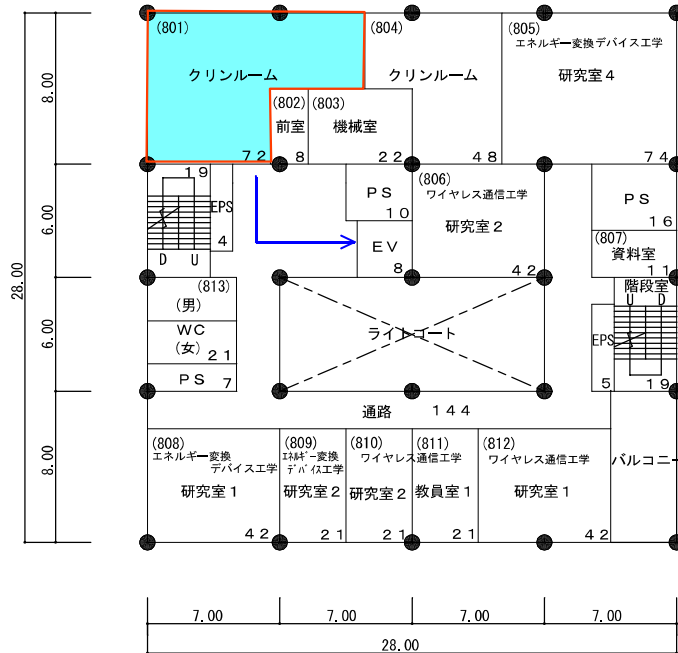 (801)
クリンルーム
72
(802)
前室
8
(803)
機械室
22
(804)
クリンルーム
48
(805)
エネルギー変換デバイス工学
研究室4
74
19
D U
EPS
4
PS
10
EV
8
(806)
ワイヤレス通信工学
研究室2
42
PS
16
(807)
資料室
11
階段室
U D
19
EPS
5
(813)
(男)
WC
(女)
21
PS
7
ライトコート
通路 144
(808)
エネルギー変換
デバイス工学
研究室1
42
(809)
エネルギー変換
デバイス工学
研究室2
21
(810)
ワイヤレス通信工学
研究室2
21
(811)
教員室1
21
(812)
ワイヤレス通信工学
研究室1
42
バルコニー
8.00
6.00
6.00
8.00
28.00
7.00
7.00
7.00
7.00
28.00